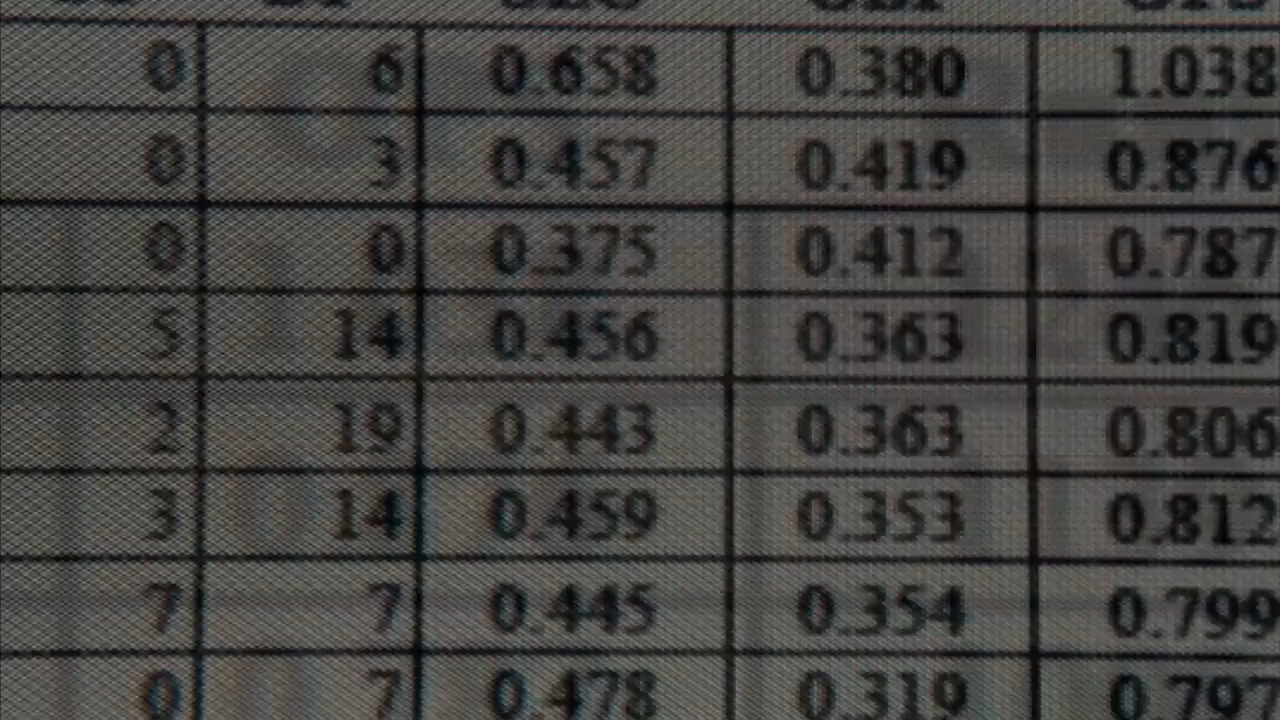 0 6 0.658 0.380 1.038
0 3 0.457 0.419 0.876
0 0 0.375 0.412 0.787
5 14 0.456 0.363 0.819
2 19 0.443 0.363 0.806
3 14 0.459 0.353 0.812
7 7 0.445 0.354 0.799
0 7 0.478 0.319 0.797